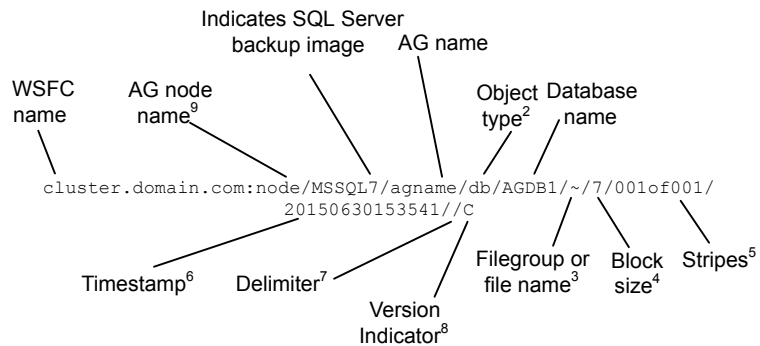 Indicates SQL Server
backup image
AG name
WSFC
name
AG node
name9
Object
type2
Database
name
cluster.domain.com:node/MSSQL7/agname/db/AGDB1/~/7/001of001/
20150630153541//C
Timestamp6
Delimiter7
Version
Indicator8
Filegroup or
file name3
Block
size4
Stripes5